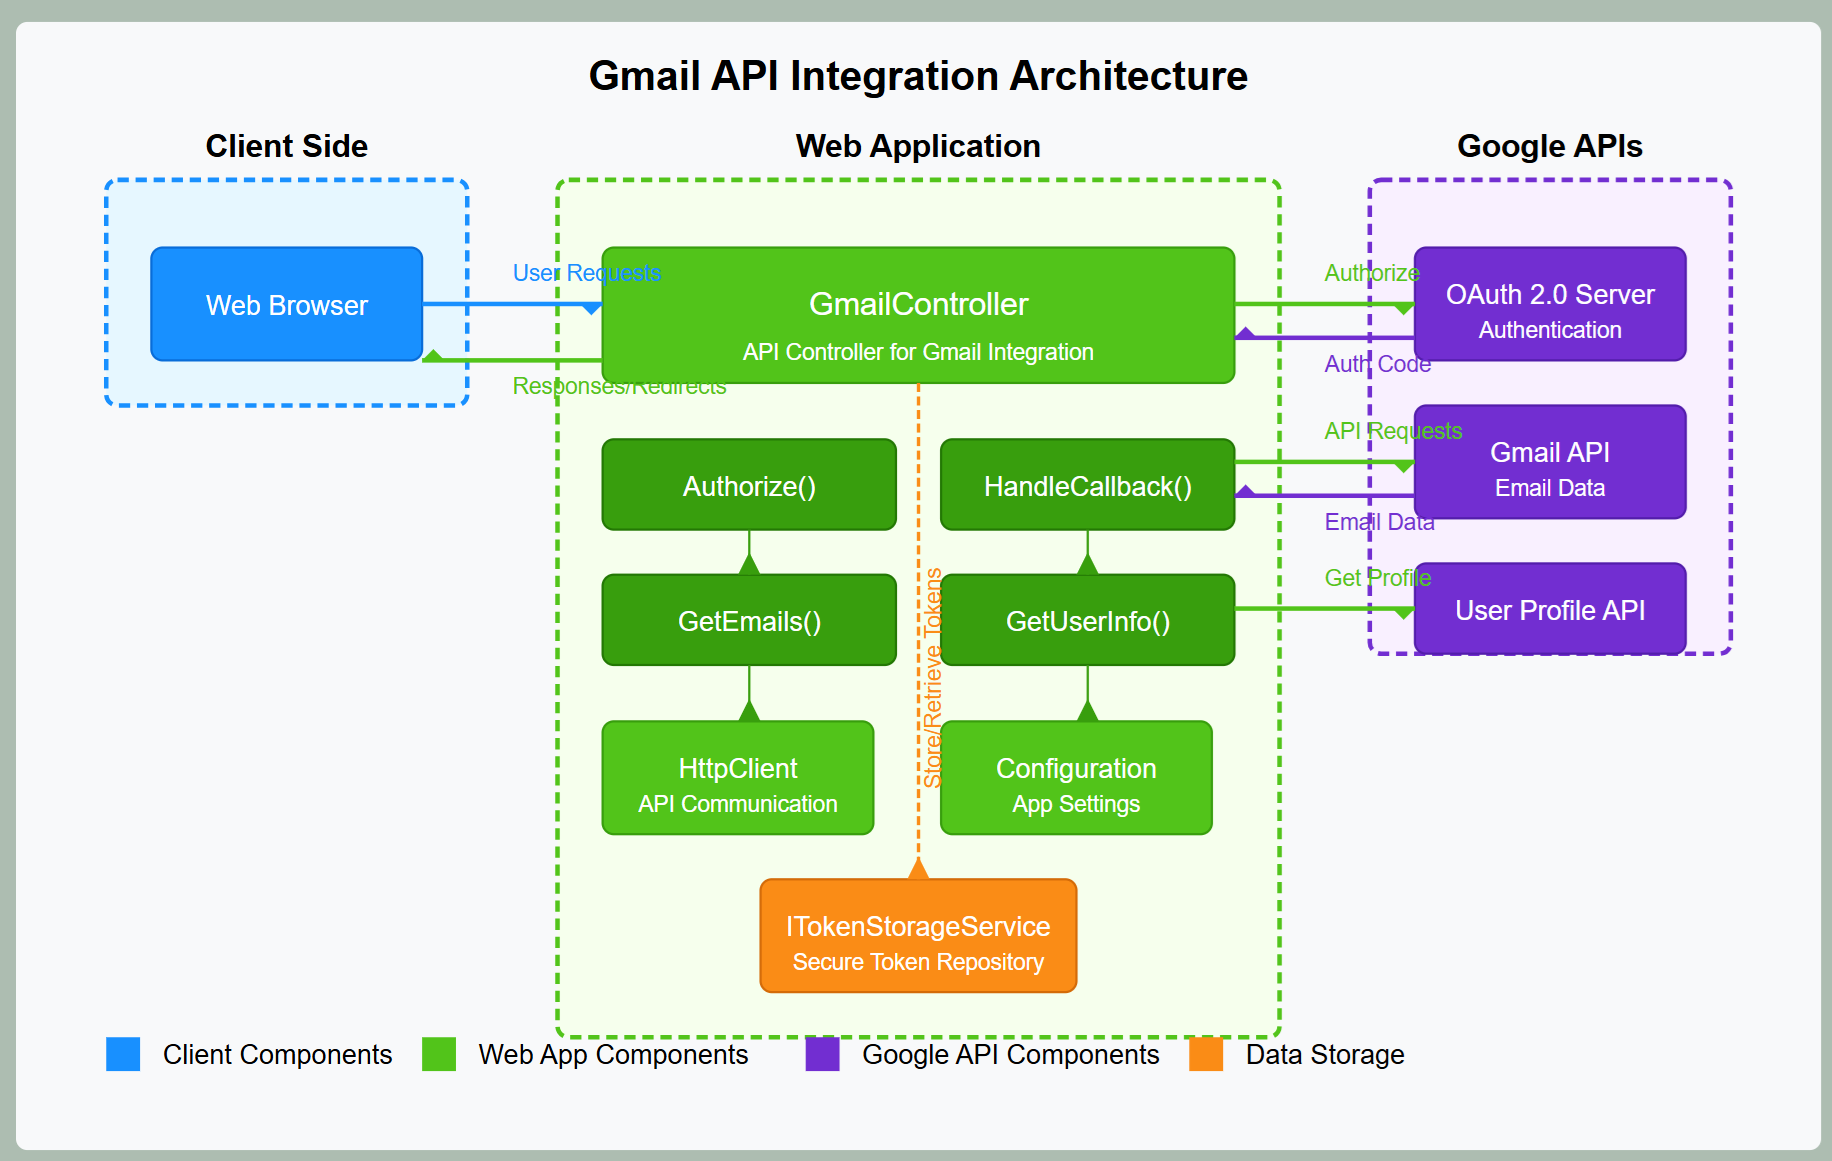 Gmail API Integration Architecture
Client Side
Web Application
Google APIs
Web Browser
User Requests
Responses/Redirects
GmailController
API Controller for Gmail Integration
Authorize
Auth Code
OAuth 2.0 Server
Authentication
API Requests
Email Data
Gmail API
Email Data
Get Profile
User Profile API
Authorize()
HandleCallback()
GetEmails()
GetUserInfo()
Store/Retrieve Tokens
HttpClient
API Communication
Configuration
App Settings
ITokenStorageService
Secure Token Repository
Client Components
Web App Components
Google API Components
Data Storage